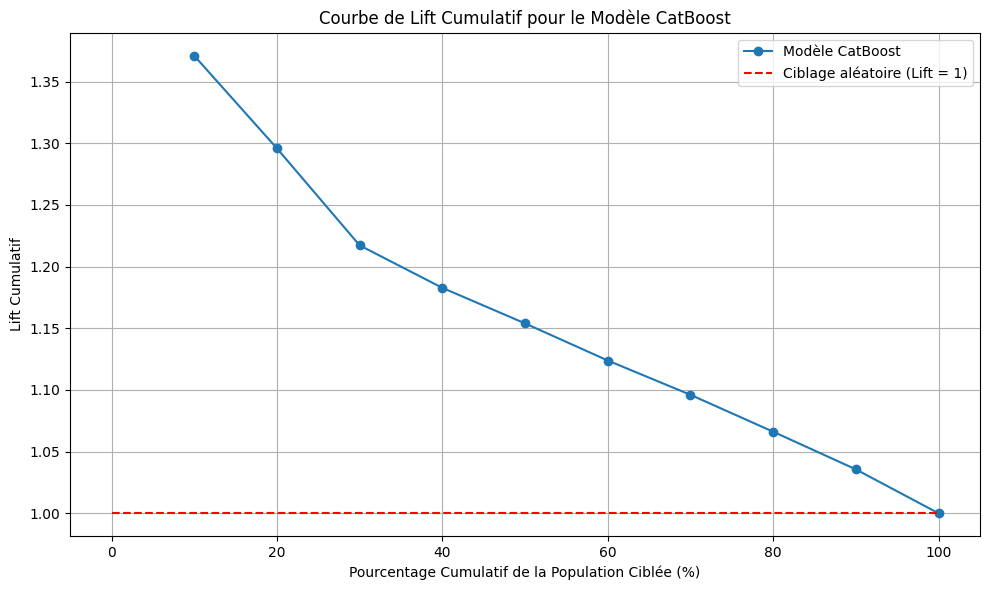 Courbe de Lift Cumulatif pour le Modèle CatBoost
Modèle CatBoost
Ciblage aléatoire (Lift = 1)
Lift Cumulatif
1.35
1.30
1.25
1.20
1.15
1.10
1.05
1.00
0 20 40 60 80 100
Pourcentage Cumulatif de la Population Ciblée (%)